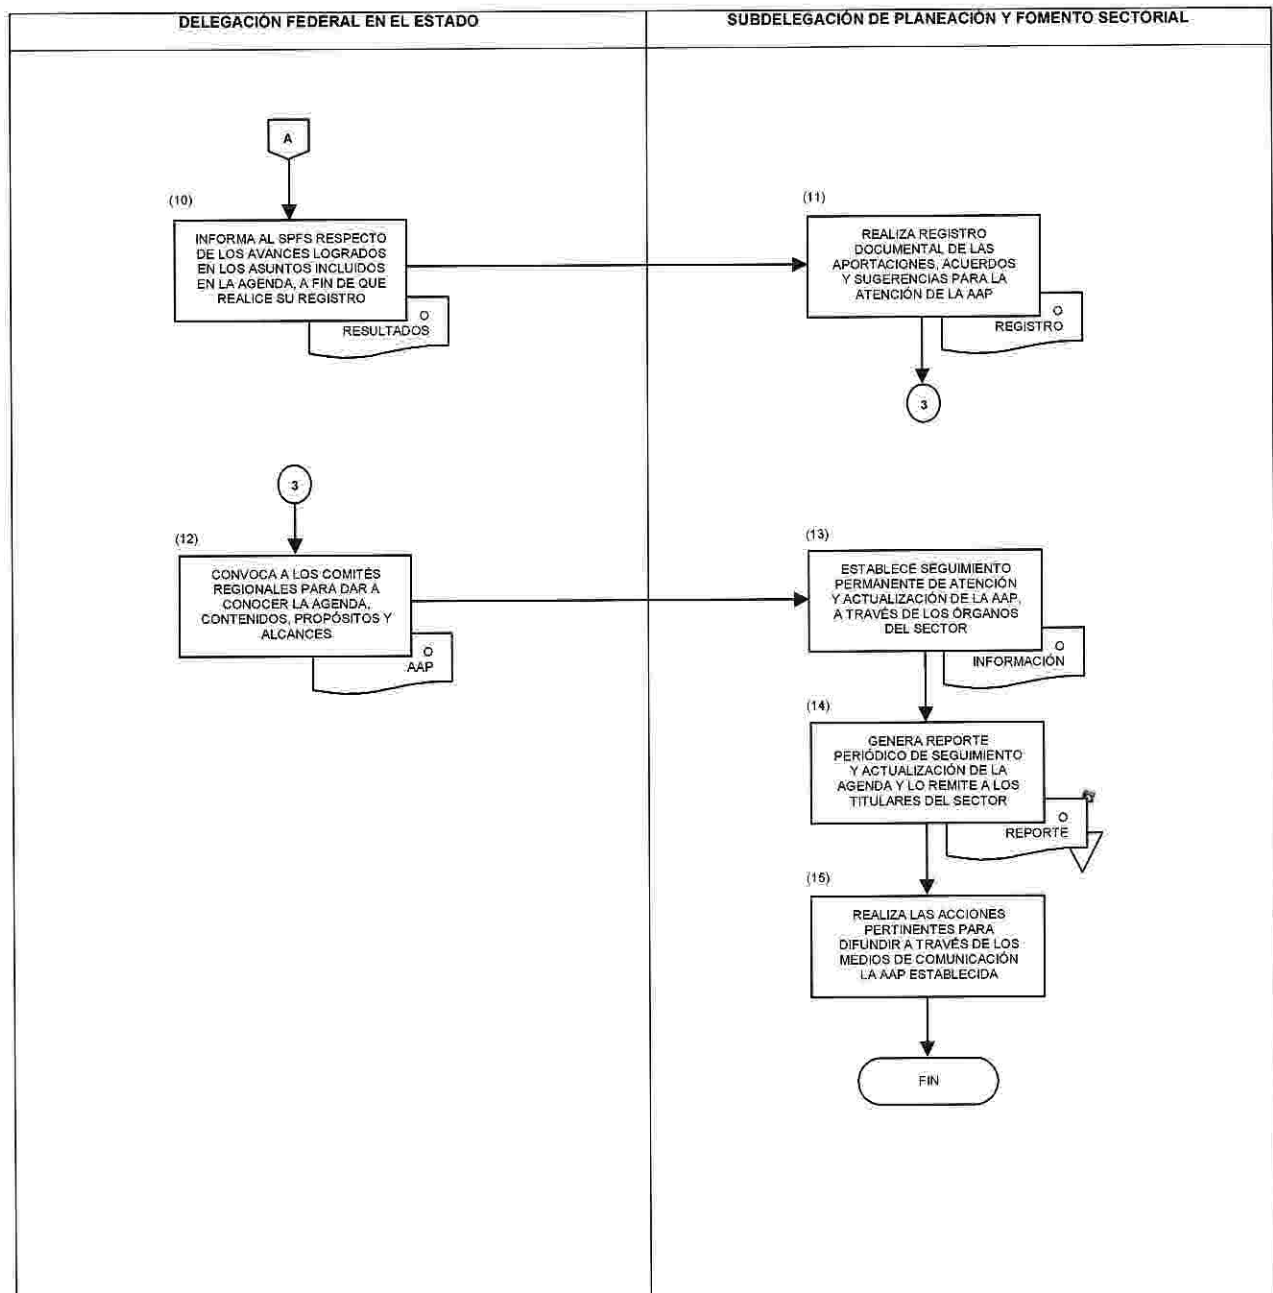 DELEGACIÓN FEDERAL EN EL ESTADO
SUBDELEGACIÓN DE PLANEACIÓN Y FOMENTO SECTORIAL
A
(10)
INFORMA AL SPFS RESPECTO
DE LOS AVANCES LOGRADOS
EN LOS ASUNTOS INCLUIDOS
EN LA AGENDA, A FIN DE QUE
REALICE SU REGISTRO
O
RESULTADOS
(11)
REALIZA REGISTRO
DOCUMENTAL DE LAS
APORTACIONES, ACUERDOS
Y SUGERENCIAS PARA LA
ATENCIÓN DE LA AAP
O
REGISTRO
3
3
(12)
CONVOCA A LOS COMITÉS
REGIONALES PARA DAR A
CONOCER LA AGENDA,
CONTENIDOS, PROPÓSITOS Y
ALCANCES
O
AAP
(13)
ESTABLECE SEGUIMIENTO
PERMANENTE DE ATENCIÓN
Y ACTUALIZACIÓN DE LA AAP,
A TRAVÉS DE LOS ÓRGANOS
DEL SECTOR
O
INFORMACIÓN
(14)
GENERA REPORTE
PERIÓDICO DE SEGUIMIENTO
Y ACTUALIZACIÓN DE LA
AGENDA Y LO REMITE A LOS
TITULARES DEL SECTOR
O
REPORTE
(15)
REALIZA LAS ACCIONES
PERTINENTES PARA
DIFUNDIR A TRAVÉS DE LOS
MEDIOS DE COMUNICACIÓN
LA AAP ESTABLECIDA
FIN